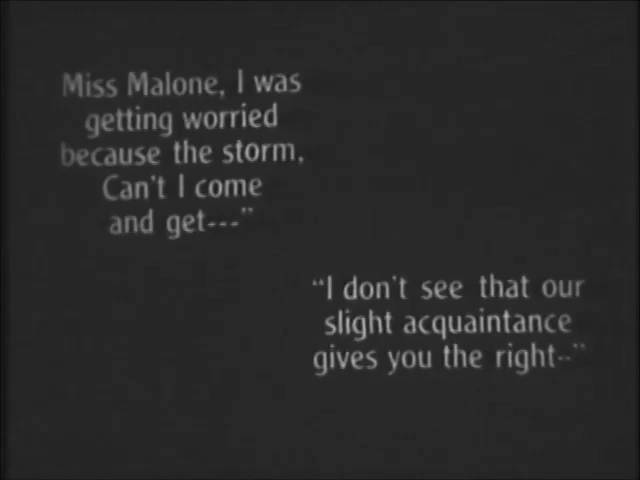 Miss Malone, I was
getting worried
because the storm,
Can't I come
and get---"
"I don't see that our
slight acquaintance
gives you the right--"